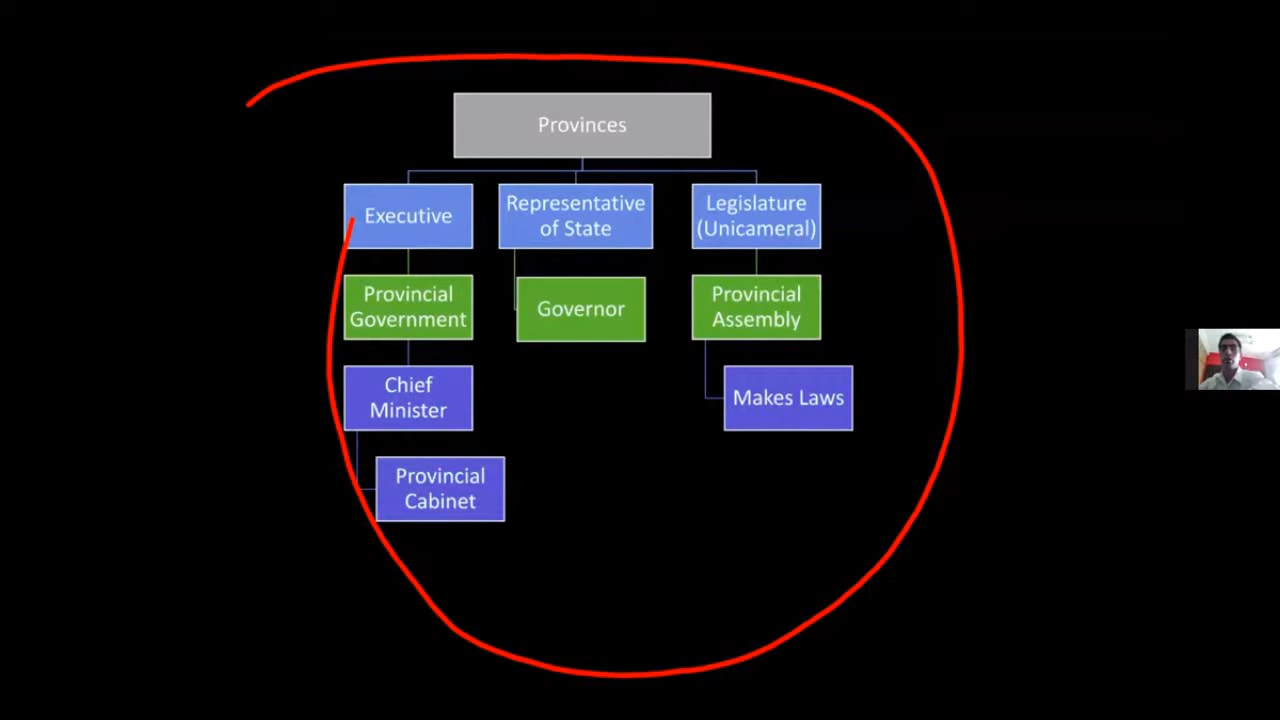 Provinces
Executive
Representative
of State
Legislature
(Unicameral)
Provincial
Government
Governor
Provincial
Assembly
Chief
Minister
Makes Laws
Provincial
Cabinet